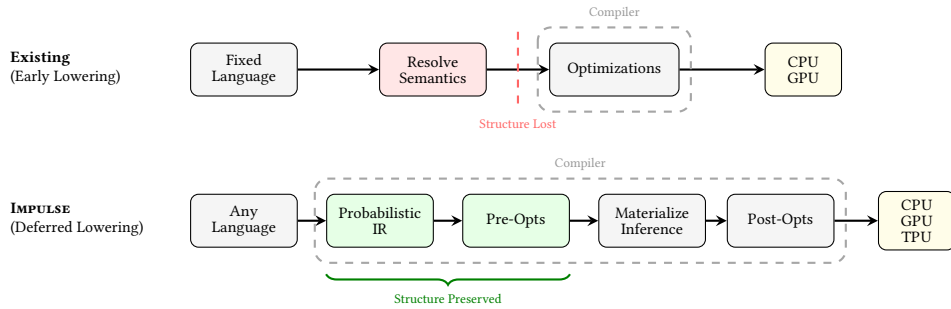 Compiler
Existing
(Early Lowering)
Fixed
Language
Resolve
Semantics
Optimizations
CPU
GPU
Structure Lost
Compiler
Impulse
(Deferred Lowering)
Any
Language
Probabilistic
IR
Pre-Opts
Materialize
Inference
Post-Opts
CPU
GPU
TPU
Structure Preserved